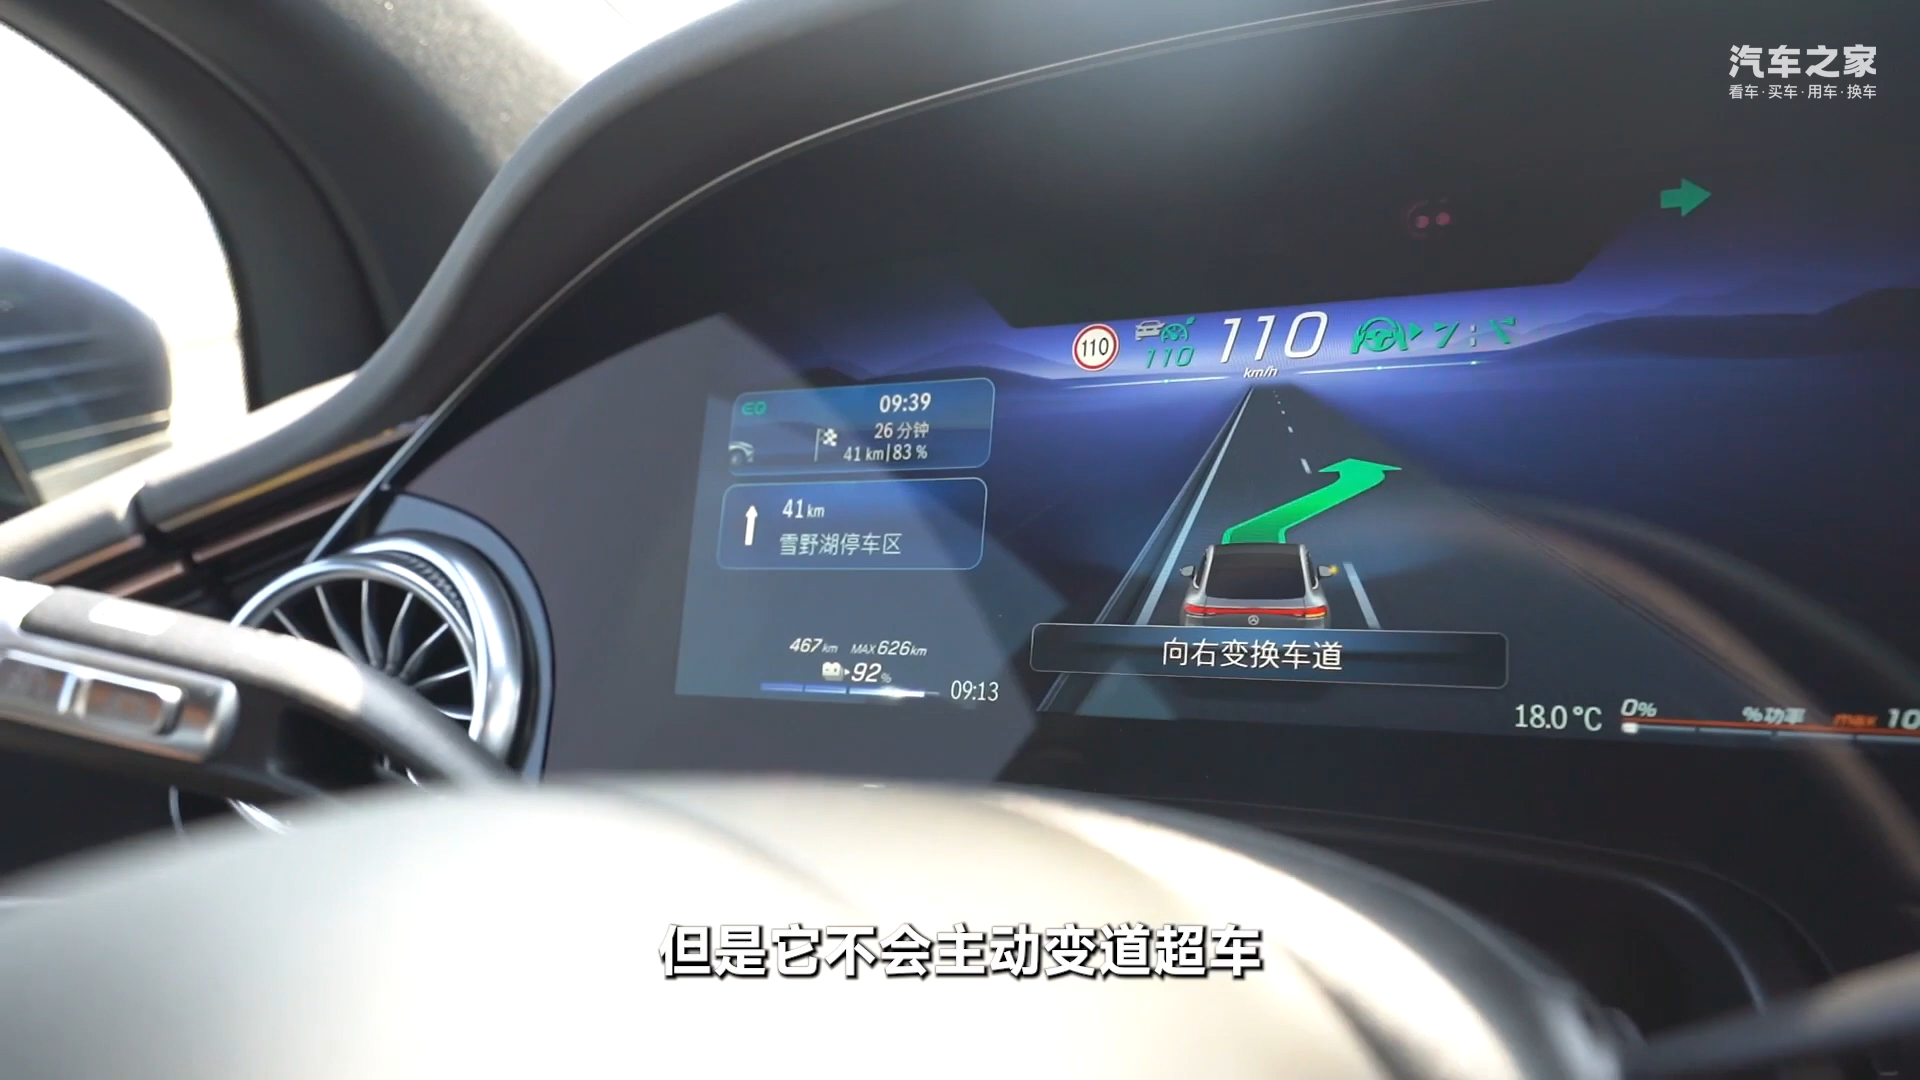 汽车之家
看车·买车·用车·换车
110
110
110
km/h
EQ
09:39
26 分钟
41 km|83 %
41 km
雪野湖停车区
467 km MAX 626 km
92 %
09:13
向右变换车道
18.0 °C
0%
%功率
max 10
但是它不会主动变道超车